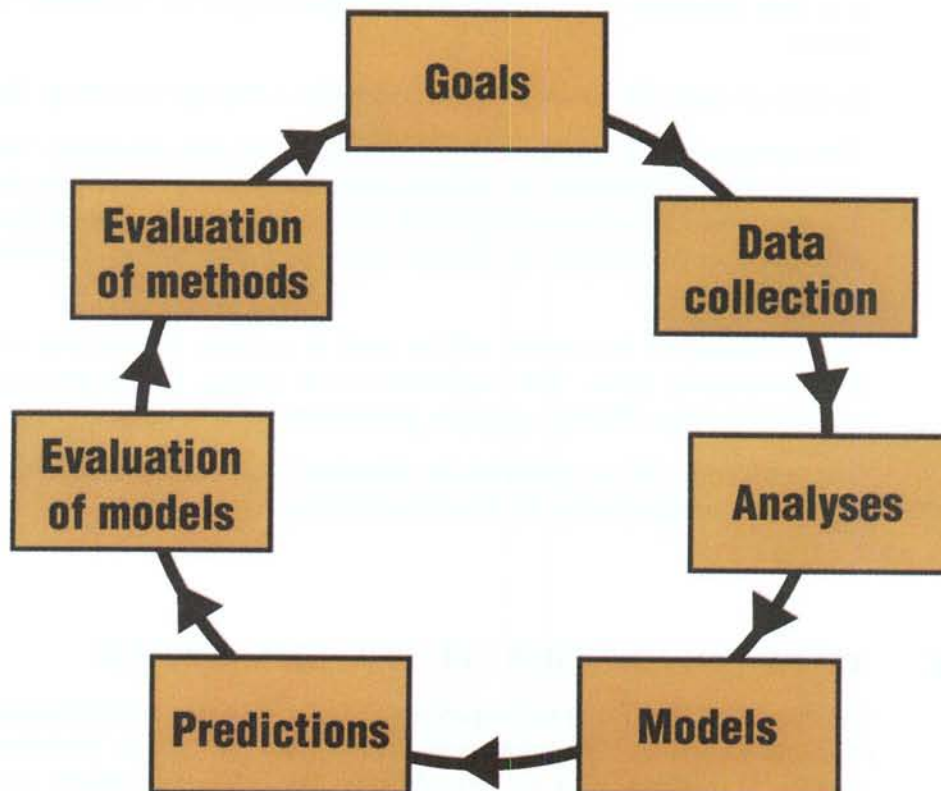 Goals
Data
collection
Analyses
Models
Predictions
Evaluation
of models
Evaluation
of methods